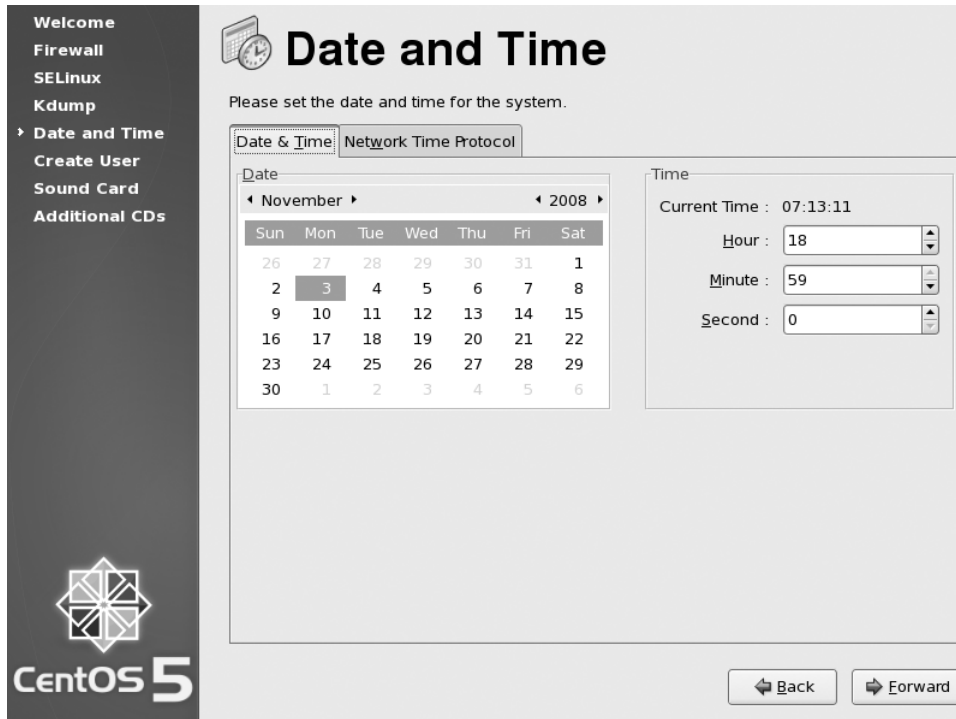 Welcome
Firewall
SELinux
Kdump
Date and Time
Create User
Sound Card
Additional CDs
CentOS 5
Date and Time
Please set the date and time for the system.
Date & Time Network Time Protocol
Date
November 2008
Sun Mon Tue Wed Thu Fri Sat
26 27 28 29 30 31 1
2 3 4 5 6 7 8
9 10 11 12 13 14 15
16 17 18 19 20 21 22
23 24 25 26 27 28 29
30 1 2 3 4 5 6
Time
Current Time : 07:13:11
Hour : 18
Minute : 59
Second : 0
Back Forward